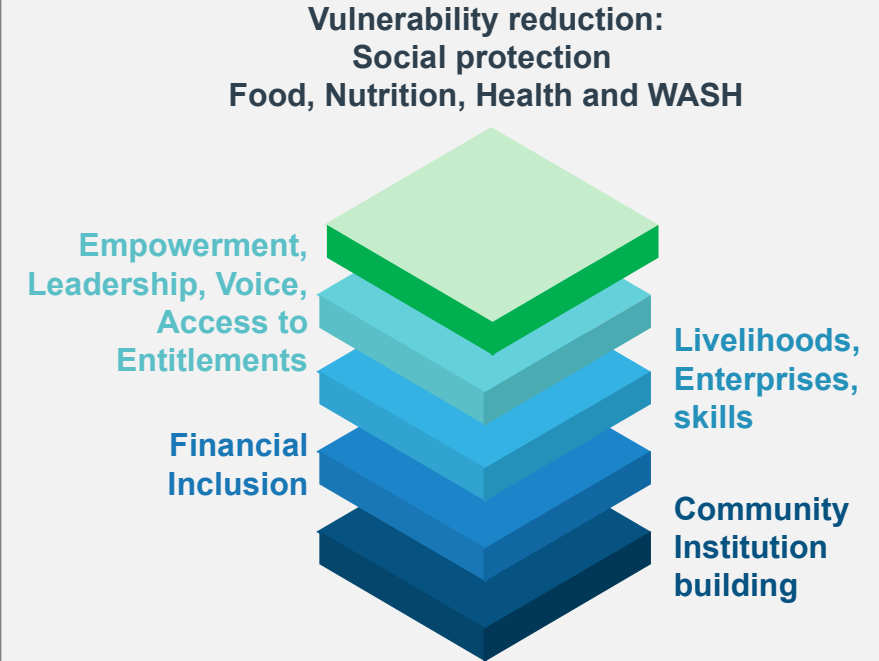 Vulnerability reduction:
Social protection
Food, Nutrition, Health and WASH
Empowerment,
Leadership, Voice,
Access to
Entitlements
Livelihoods,
Enterprises,
skills
Financial
Inclusion
Community
Institution
building